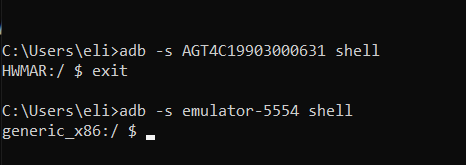 C:\Users\eli>adb -s AGT4C19903000631 shell
HWMAR:/ $ exit
C:\Users\eli>adb -s emulator-5554 shell
generic_x86:/ $